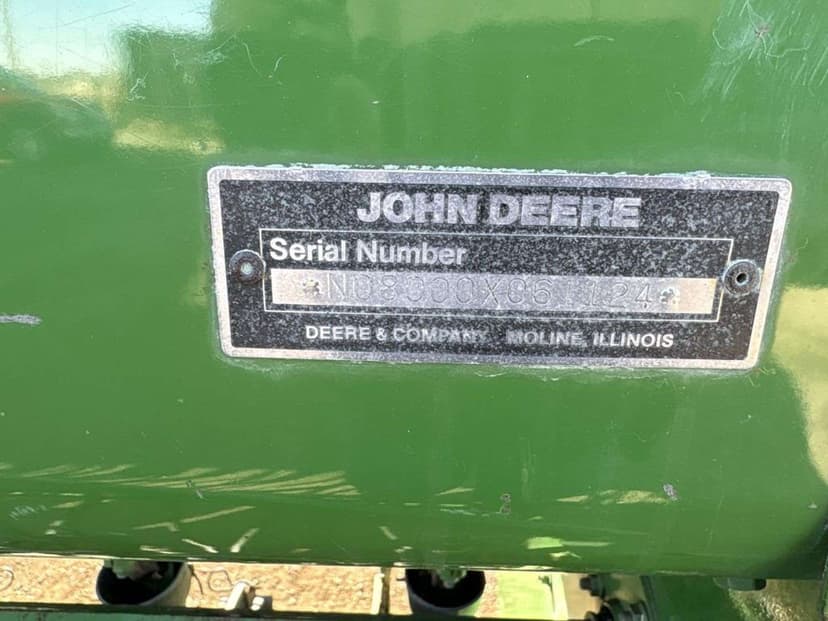 JOHN DEERE
Serial Number
DEERE & COMPANY MOLINE, ILLINOIS